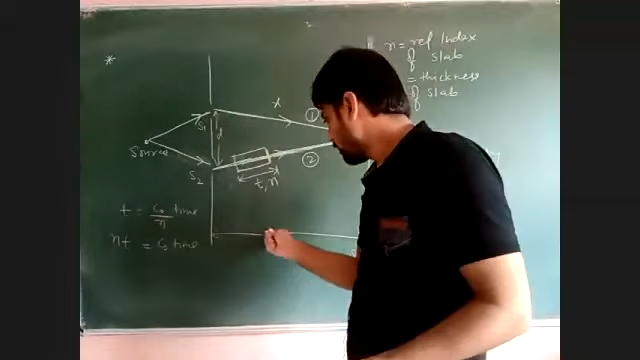 *
n = ref Index
of slab
= thickness
of slab
x
①
S₁
d
Source
②
S₂
t, n
t = C₀/n time
nt = C₀ time